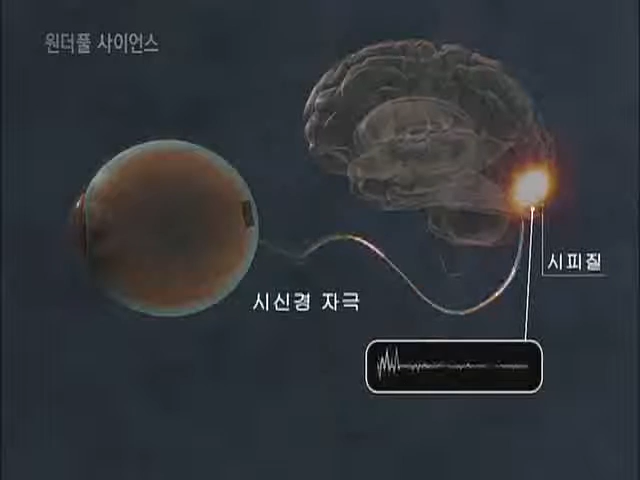 원더풀 사이언스
시피질
시신경 자극